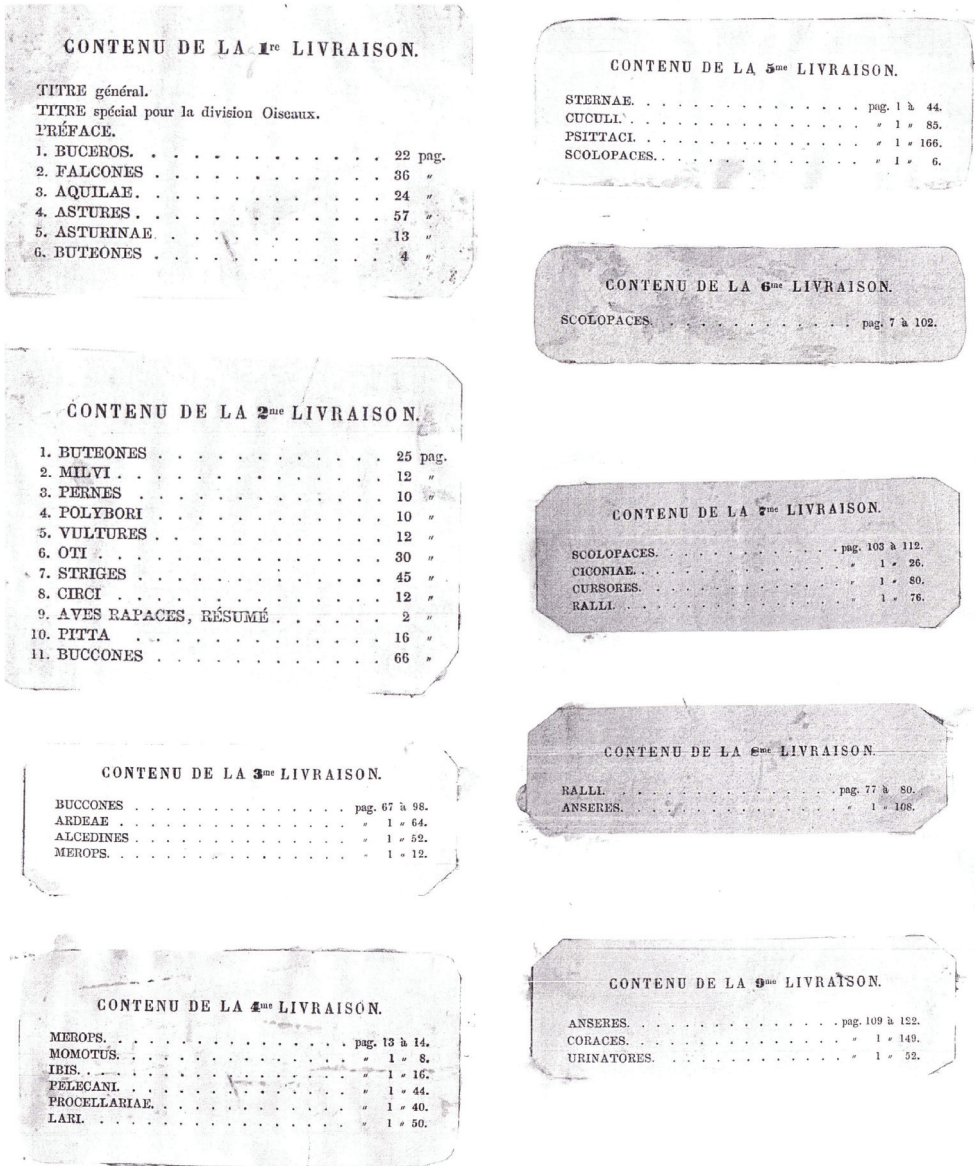 CONTENU DE LA 1re LIVRAISON.
TITRE général.
TITRE spécial pour la division Oiseaux.
PRÉFACE.
1. BUCEROS. . . . . . . . . . . . . 22 pag.
2. FALCONES . . . . . . . . . . . . 36 "
3. AQUILAE. . . . . . . . . . . . . 24 "
4. ASTURES . . . . . . . . . . . . . 57 "
5. ASTURINAE . . . . . . . . . . . . 13 "
6. BUTEONES . . . . . . . . . . . . 4 "
CONTENU DE LA 2me LIVRAISON.
1. BUTEONES . . . . . . . . . . . . 25 pag.
2. MILVI . . . . . . . . . . . . . . 12 "
3. PERNES . . . . . . . . . . . . . 10 "
4. POLYBORI . . . . . . . . . . . . 10 "
5. VULTURES . . . . . . . . . . . . 12 "
6. OTI . . . . . . . . . . . . . . . 30 "
7. STRIGES . . . . . . . . . . . . . 45 "
8. CIRCI . . . . . . . . . . . . . . 12 "
9. AVES RAPACES, RÉSUMÉ . . . . . . 2 "
10. PITTA . . . . . . . . . . . . . 16 "
11. BUCCONES . . . . . . . . . . . . 66 "
CONTENU DE LA 3me LIVRAISON.
BUCCONES . . . . . . . . . . . . . . pag. 67 à 98.
ARDEAE . . . . . . . . . . . . . . . " 1 " 64.
ALCEDINES . . . . . . . . . . . . . . " 1 " 52.
MEROPS. . . . . . . . . . . . . . . . " 1 " 12.
CONTENU DE LA 4me LIVRAISON.
MEROPS. . . . . . . . . . . . . . . . pag. 13 à 14.
MOMOTUS. . . . . . . . . . . . . . . " 1 " 8.
IBIS. . . . . . . . . . . . . . . . . " 1 " 16.
PELECANI. . . . . . . . . . . . . . . " 1 " 44.
PROCELLARIAE. . . . . . . . . . . . . " 1 " 40.
LARI. . . . . . . . . . . . . . . . . " 1 " 50.
CONTENU DE LA 5me LIVRAISON.
STERNAE. . . . . . . . . . . . . . . pag. 1 à 44.
CUCULI. . . . . . . . . . . . . . . . " 1 " 85.
PSITTACI . . . . . . . . . . . . . . " 1 " 166.
SCOLOPACES. . . . . . . . . . . . . . " 1 " 6.
CONTENU DE LA 6me LIVRAISON.
SCOLOPACES. . . . . . . . . . . . . . pag. 7 à 102.
CONTENU DE LA 7me LIVRAISON.
SCOLOPACES. . . . . . . . . . . . . . pag. 103 à 112.
CICONIAE. . . . . . . . . . . . . . . " 1 " 26.
CURSORES. . . . . . . . . . . . . . . " 1 " 80.
RALLI. . . . . . . . . . . . . . . . " 1 " 76.
CONTENU DE LA 8me LIVRAISON.
RALLI. . . . . . . . . . . . . . . . pag. 77 à 80.
ANSERES. . . . . . . . . . . . . . . " 1 " 108.
CONTENU DE LA 9me LIVRAISON.
ANSERES. . . . . . . . . . . . . . . pag. 109 à 122.
CORACES. . . . . . . . . . . . . . . " 1 " 149.
URINATORES. . . . . . . . . . . . . . " 1 " 52.